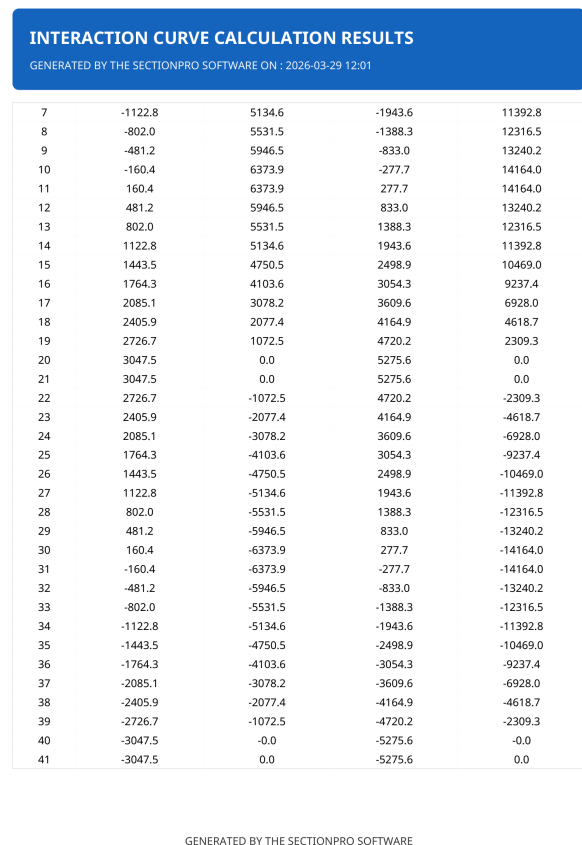 INTERACTION CURVE CALCULATION RESULTS
GENERATED BY THE SECTIONPRO SOFTWARE ON : 2026-03-29 12:01
7 -1122.8 5134.6 -1943.6 11392.8
8 -802.0 5531.5 -1388.3 12316.5
9 -481.2 5946.5 -833.0 13240.2
10 -160.4 6373.9 -277.7 14164.0
11 160.4 6373.9 277.7 14164.0
12 481.2 5946.5 833.0 13240.2
13 802.0 5531.5 1388.3 12316.5
14 1122.8 5134.6 1943.6 11392.8
15 1443.5 4750.5 2498.9 10469.0
16 1764.3 4103.6 3054.3 9237.4
17 2085.1 3078.2 3609.6 6928.0
18 2405.9 2077.4 4164.9 4618.7
19 2726.7 1072.5 4720.2 2309.3
20 3047.5 0.0 5275.6 0.0
21 3047.5 0.0 5275.6 0.0
22 2726.7 -1072.5 4720.2 -2309.3
23 2405.9 -2077.4 4164.9 -4618.7
24 2085.1 -3078.2 3609.6 -6928.0
25 1764.3 -4103.6 3054.3 -9237.4
26 1443.5 -4750.5 2498.9 -10469.0
27 1122.8 -5134.6 1943.6 -11392.8
28 802.0 -5531.5 1388.3 -12316.5
29 481.2 -5946.5 833.0 -13240.2
30 160.4 -6373.9 277.7 -14164.0
31 -160.4 -6373.9 -277.7 -14164.0
32 -481.2 -5946.5 -833.0 -13240.2
33 -802.0 -5531.5 -1388.3 -12316.5
34 -1122.8 -5134.6 -1943.6 -11392.8
35 -1443.5 -4750.5 -2498.9 -10469.0
36 -1764.3 -4103.6 -3054.3 -9237.4
37 -2085.1 -3078.2 -3609.6 -6928.0
38 -2405.9 -2077.4 -4164.9 -4618.7
39 -2726.7 -1072.5 -4720.2 -2309.3
40 -3047.5 -0.0 -5275.6 -0.0
41 -3047.5 0.0 -5275.6 0.0
GENERATED BY THE SECTIONPRO SOFTWARE